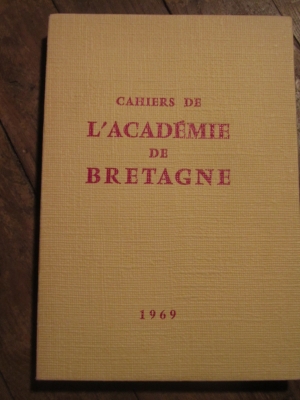 CAHIERS DE
L'ACADÉMIE
DE
BRETAGNE
1969